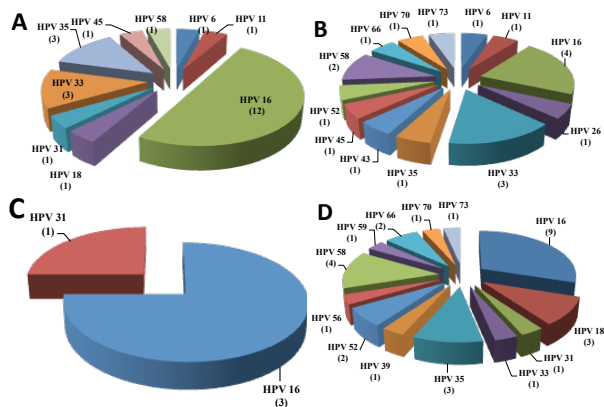 A
HPV 6
(1)
HPV 11
(1)
HPV 16
(12)
HPV 18
(1)
HPV 31
(1)
HPV 33
(3)
HPV 35
(3)
HPV 45
(1)
HPV 58
(1)
B
HPV 6
(1)
HPV 11
(1)
HPV 16
(4)
HPV 26
(1)
HPV 33
(3)
HPV 35
(1)
HPV 43
(1)
HPV 45
(1)
HPV 52
(1)
HPV 58
(2)
HPV 66
(1)
HPV 70
(1)
HPV 73
(1)
C
HPV 31
(1)
HPV 16
(3)
D
HPV 16
(9)
HPV 18
(3)
HPV 31
(1)
HPV 33
(1)
HPV 35
(3)
HPV 39
(1)
HPV 52
(2)
HPV 56
(1)
HPV 58
(4)
HPV 59
(1)
HPV 66
(2)
HPV 70
(1)
HPV 73
(1)